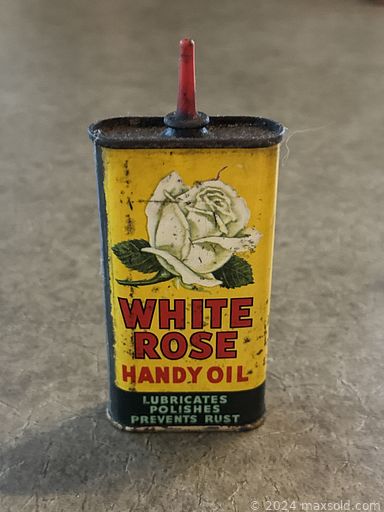 WHITE
ROSE
HANDY OIL
LUBRICATES
POLISHES
PREVENTS RUST
© 2024 maxsold.com